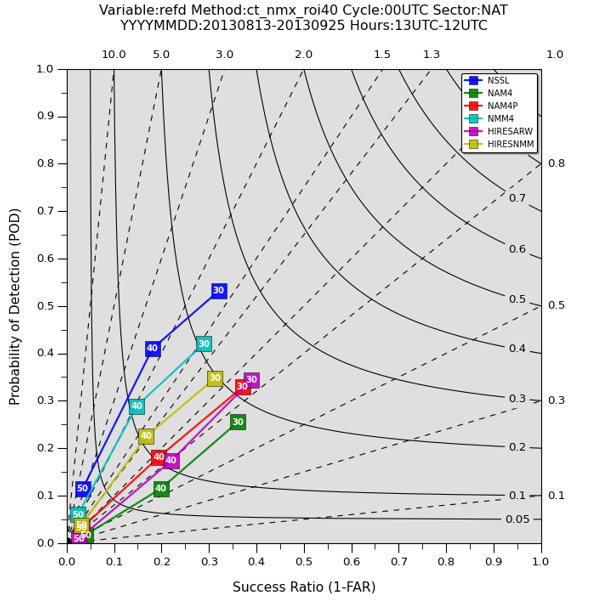 Variable:refd Method:ct_nmx_roi40 Cycle:00UTC Sector:NAT
YYYYMMDD:20130813-20130925 Hours:13UTC-12UTC
10.0 5.0 3.0 2.0 1.5 1.3 1.0
1.0
NSSL
NAM4
NAM4P
NMM4
HIRESARW
HIRESNMM
0.9
0.8 0.8
0.7 0.7
0.6 0.6
0.5 0.5 0.5
30
0.4 0.4
40 30
0.3 0.3 0.3
30 30 30
40 30
0.2 0.2
40
40 40
0.1 0.1 0.1
50 40
0.05
50
50
50
0.0
0.0 0.1 0.2 0.3 0.4 0.5 0.6 0.7 0.8 0.9 1.0
Probability of Detection (POD)
Success Ratio (1-FAR)